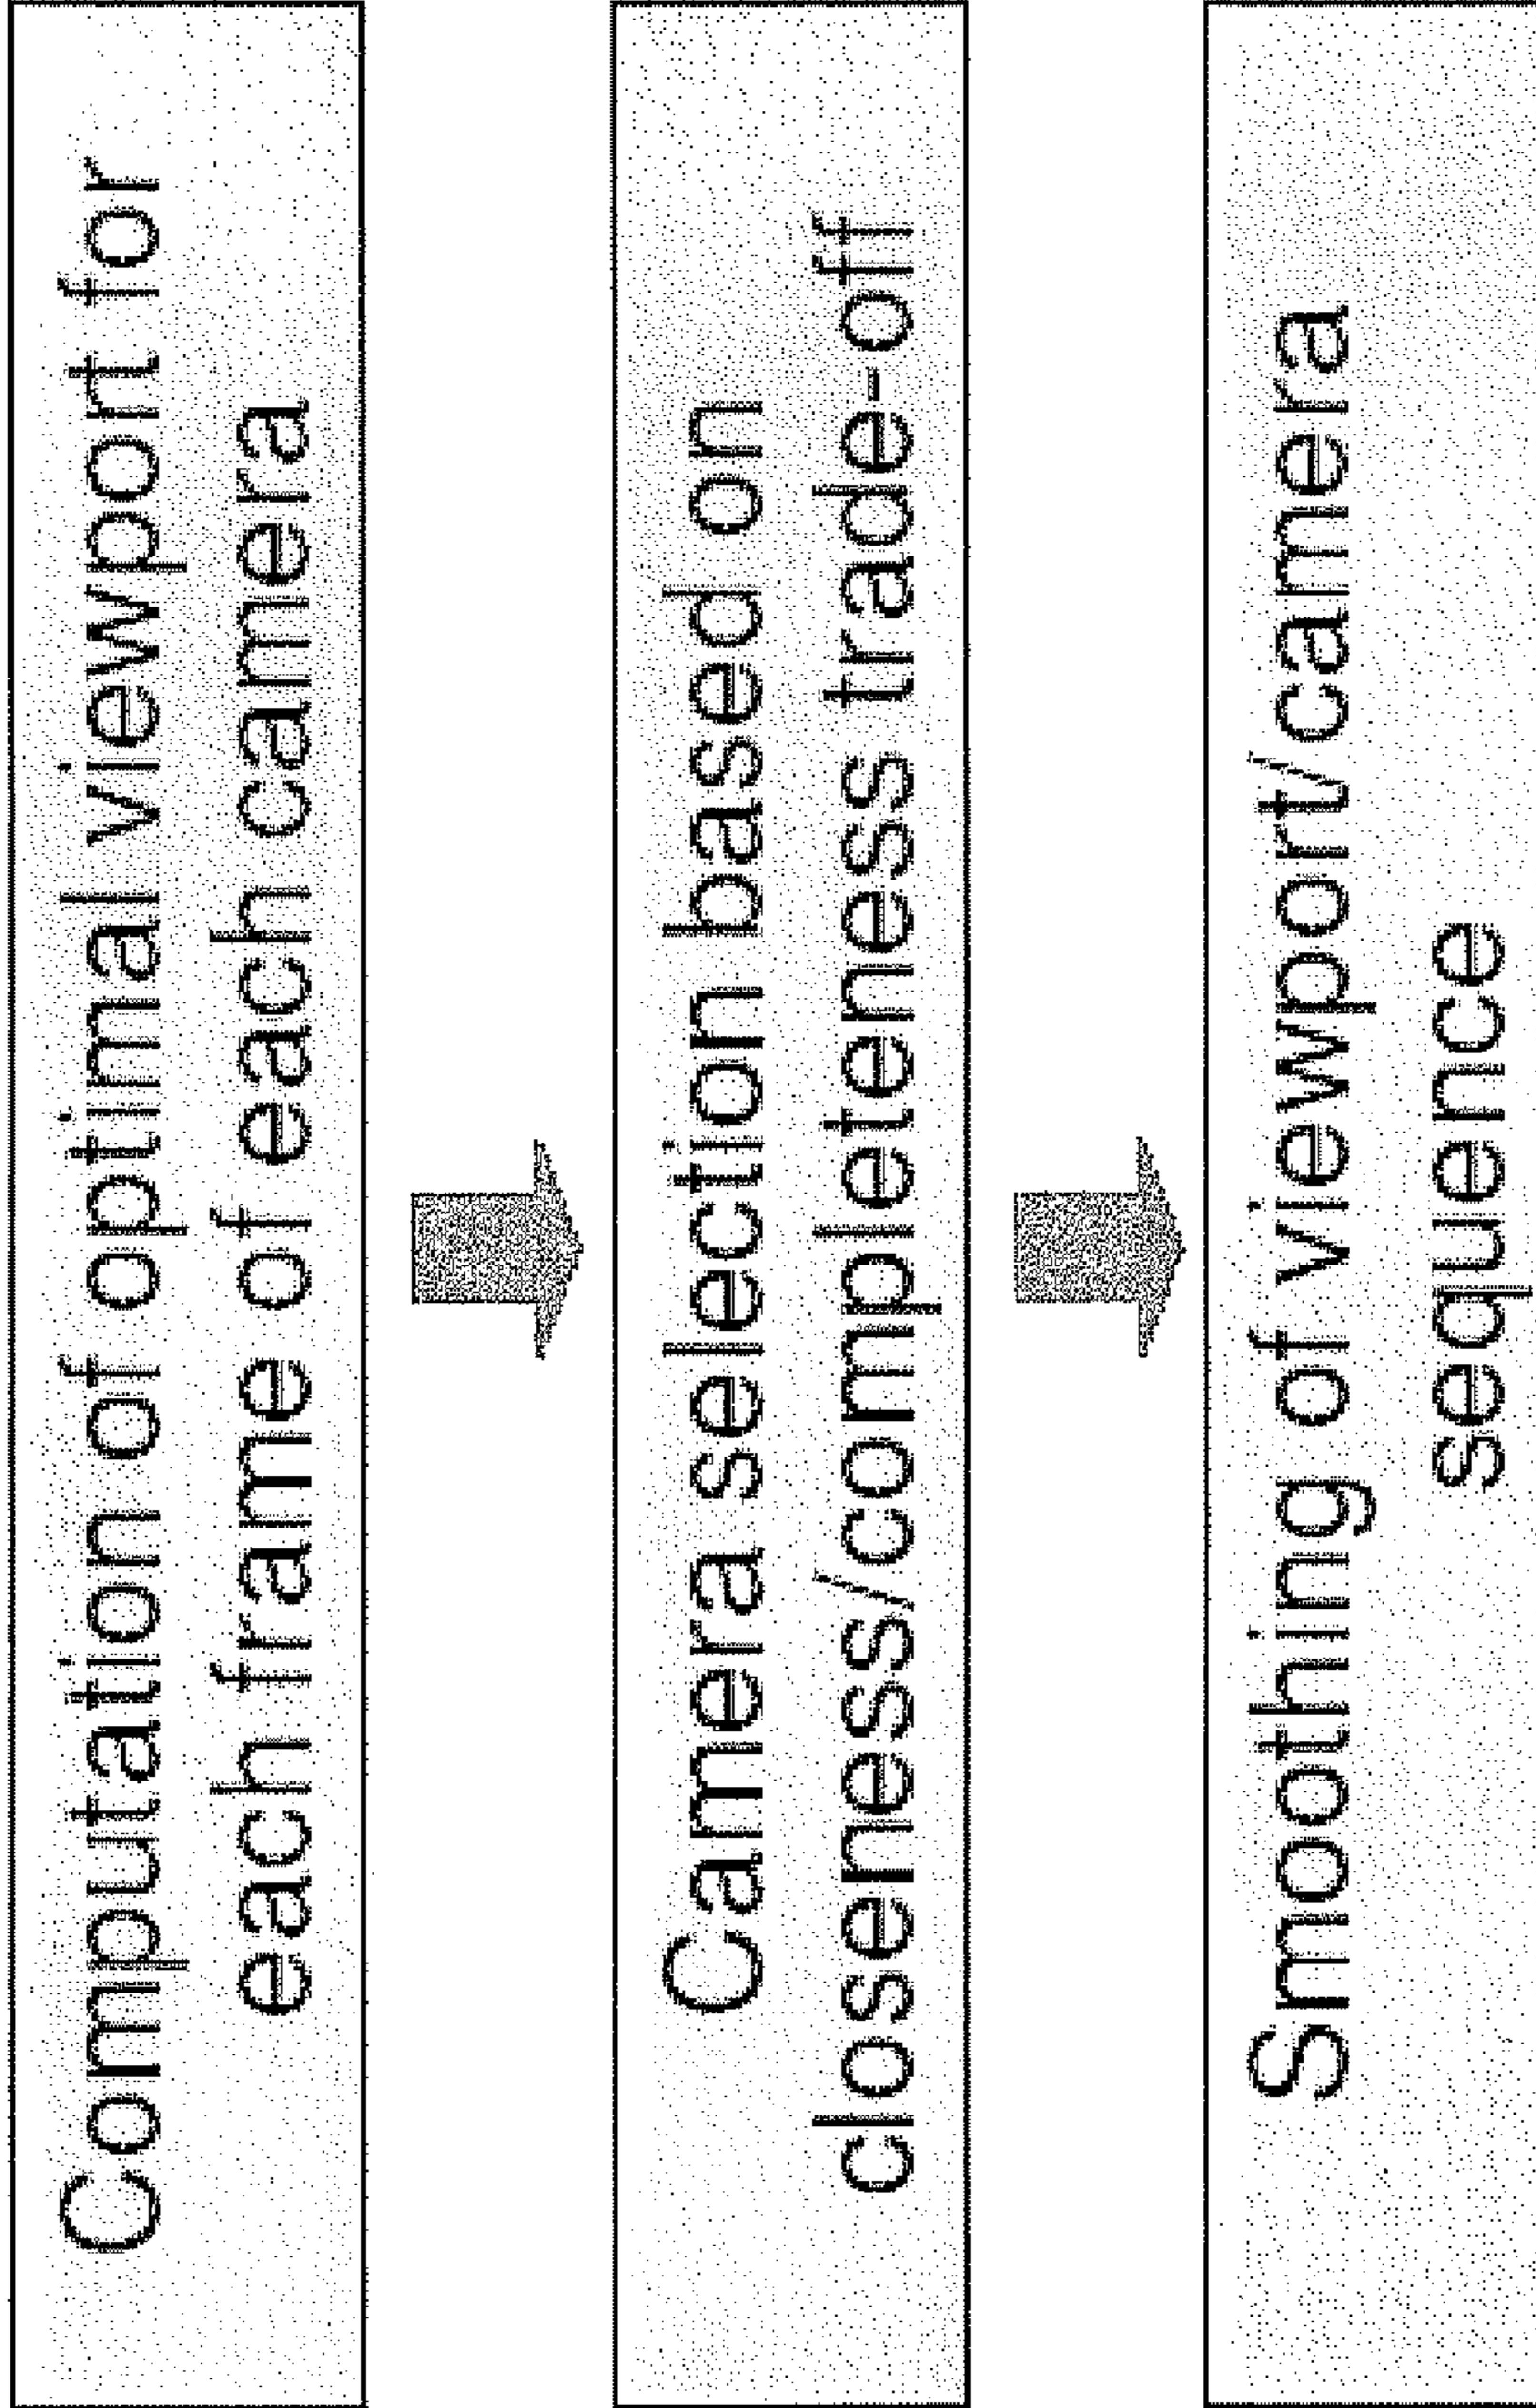 Computation of optimal viewport for
each frame of each camera
Camera selection based on
closeness/completeness trade-off
Smoothing of viewport/camera
sequence